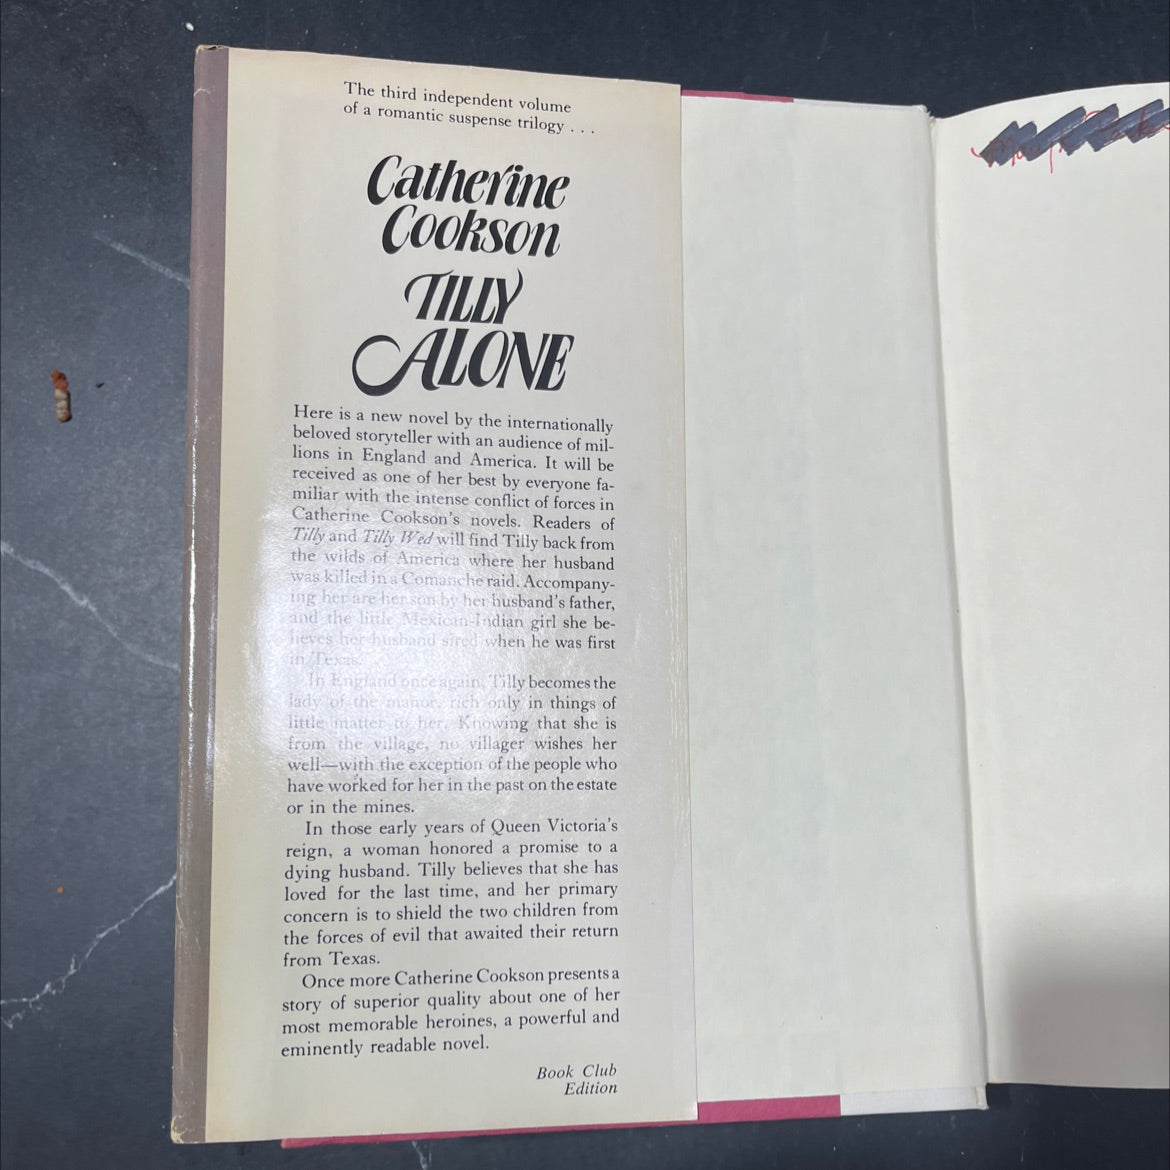 The third independent volume
of a romantic suspense trilogy . . .
Catherine
Cookson
TILLY
ALONE
Here is a new novel by the internationally
beloved storyteller with an audience of mil-
lions in England and America. It will be
received as one of her best by everyone fa-
miliar with the intense conflict of forces in
Catherine Cookson's novels. Readers of
Tilly and Tilly Wed will find Tilly back from
the wilds of America where her husband
was killed in a Comanche raid. Accompany-
ing her are her son by her husband's father,
and the little Mexican-Indian girl she be-
lieves her husband sired when he was first
in Texas.
In England once again, Tilly becomes the
lady of the manor, rich only in things of
little matter to her. Knowing that she is
from the village, no villager wishes her
well—with the exception of the people who
have worked for her in the past on the estate
or in the mines.
In those early years of Queen Victoria's
reign, a woman honored a promise to a
dying husband. Tilly believes that she has
loved for the last time, and her primary
concern is to shield the two children from
the forces of evil that awaited their return
from Texas.
Once more Catherine Cookson presents a
story of superior quality about one of her
most memorable heroines, a powerful and
eminently readable novel.
Book Club
Edition